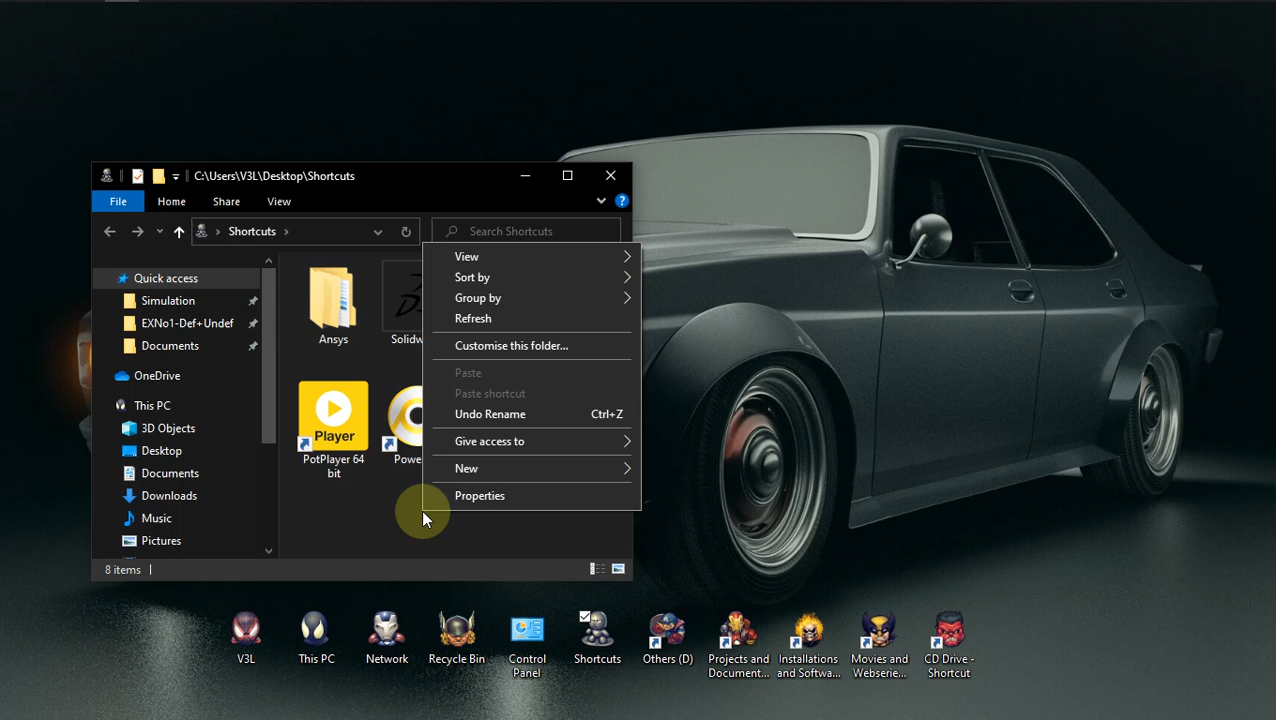 C:\Users\V3L\Desktop\Shortcuts
File Home Share View
Shortcuts
Search Shortcuts
Quick access
Simulation
EXNo1-Def+Undef
Documents
OneDrive
This PC
3D Objects
Desktop
Documents
Downloads
Music
Pictures
Ansys
Solidw
Player
PotPlayer 64
bit
Powe
View
Sort by
Group by
Refresh
Customise this folder...
Paste
Paste shortcut
Undo Rename Ctrl+Z
Give access to
New
Properties
8 items
V3L
This PC
Network
Recycle Bin
Control
Panel
Shortcuts
Others (D)
Projects and
Document...
Installations
and Softwa...
Movies and
Webserie...
CD Drive -
Shortcut